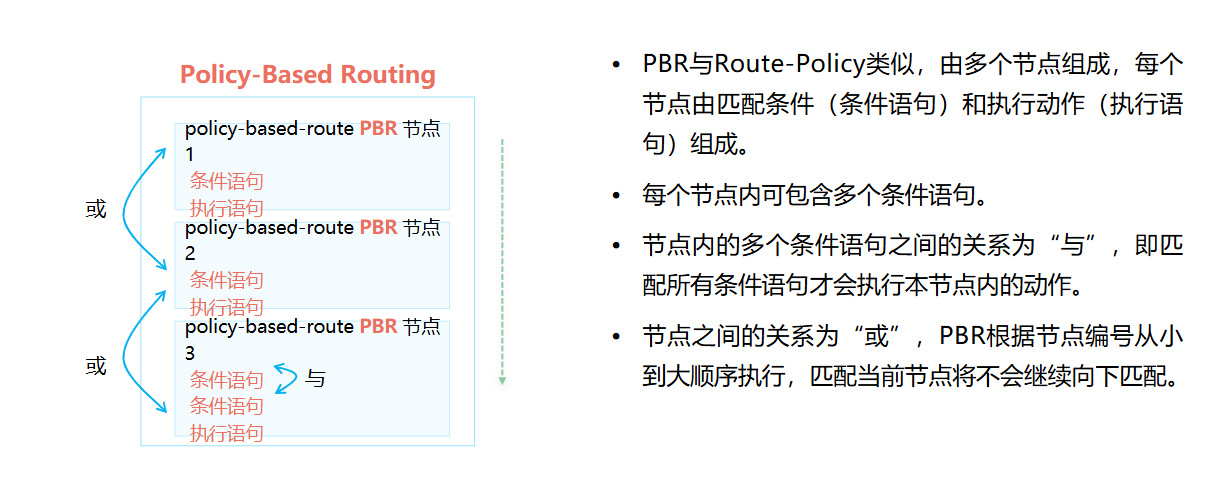 Policy-Based Routing
policy-based-route PBR 节点
1
条件语句
执行语句
policy-based-route PBR 节点
2
条件语句
执行语句
policy-based-route PBR 节点
3
条件语句
条件语句
执行语句
或
或
与
• PBR与Route-Policy类似，由多个节点组成，每个
节点由匹配条件（条件语句）和执行动作（执行语
句）组成。
• 每个节点内可包含多个条件语句。
• 节点内的多个条件语句之间的关系为“与”，即匹
配所有条件语句才会执行本节点内的动作。
• 节点之间的关系为“或”，PBR根据节点编号从小
到大顺序执行，匹配当前节点将不会继续向下匹配。